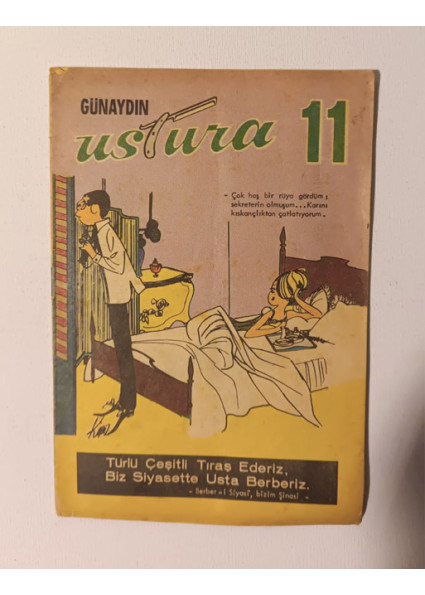 GÜNAYDIN
usTura 11
- Çok hoş bir rüya gördüm:
sekreterin olmuşum... Karını
kıskançlıktan çatlatıyorum.
Türlü Çeşitli Tıraş Ederiz,
Biz Siyasette Usta Berberiz.
- Berber-i Siyasî, bizim Şinasi -